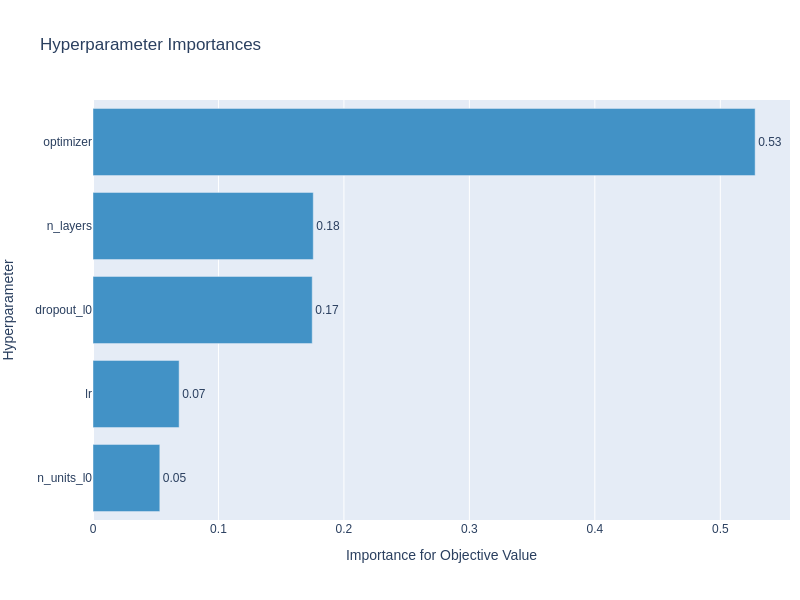 Hyperparameter Importances
optimizer
0.53
n_layers
0.18
dropout_l0
0.17
lr
0.07
n_units_l0
0.05
0
0.1
0.2
0.3
0.4
0.5
Importance for Objective Value
Hyperparameter